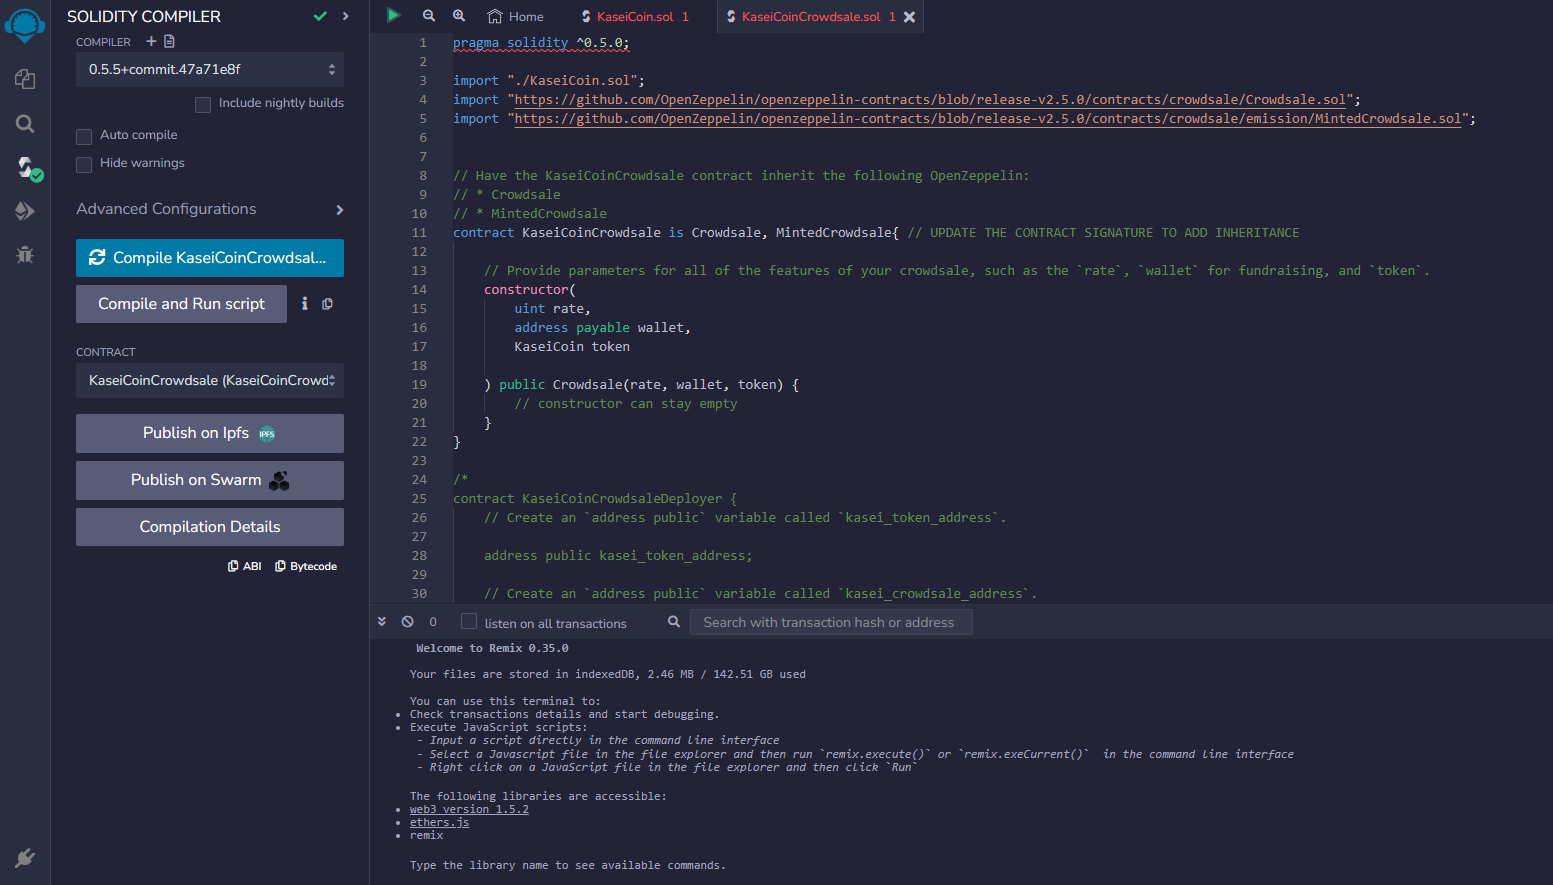 SOLIDITY COMPILER
COMPILER
0.5.5+commit.47a71e8f
Include nightly builds
Auto compile
Hide warnings
Advanced Configurations
Compile KaseiCoinCrowdsal...
Compile and Run script
CONTRACT
KaseiCoinCrowdsale (KaseiCoinCrowd
Publish on Ipfs IPFS
Publish on Swarm
Compilation Details
ABI Bytecode
Home KaseiCoin.sol 1 KaseiCoinCrowdsale.sol 1
1 pragma solidity ^0.5.0;
2
3 import "./KaseiCoin.sol";
4 import "https://github.com/OpenZeppelin/openzeppelin-contracts/blob/release-v2.5.0/contracts/crowdsale/Crowdsale.sol";
5 import "https://github.com/OpenZeppelin/openzeppelin-contracts/blob/release-v2.5.0/contracts/crowdsale/emission/MintedCrowdsale.sol";
6
7
8 // Have the KaseiCoinCrowdsale contract inherit the following OpenZeppelin:
9 // * Crowdsale
10 // * MintedCrowdsale
11 contract KaseiCoinCrowdsale is Crowdsale, MintedCrowdsale{ // UPDATE THE CONTRACT SIGNATURE TO ADD INHERITANCE
12
13 // Provide parameters for all of the features of your crowdsale, such as the `rate`, `wallet` for fundraising, and `token`.
14 constructor(
15 uint rate,
16 address payable wallet,
17 KaseiCoin token
18
19 ) public Crowdsale(rate, wallet, token) {
20 // constructor can stay empty
21 }
22 }
23
24 /*
25 contract KaseiCoinCrowdsaleDeployer {
26 // Create an `address public` variable called `kasei_token_address`.
27
28 address public kasei_token_address;
29
30 // Create an `address public` variable called `kasei_crowdsale_address`.
0 listen on all transactions Search with transaction hash or address
Welcome to Remix 0.35.0
Your files are stored in indexedDB, 2.46 MB / 142.51 GB used
You can use this terminal to:
• Check transactions details and start debugging.
• Execute JavaScript scripts:
- Input a script directly in the command line interface
- Select a Javascript file in the file explorer and then run `remix.execute()` or `remix.exeCurrent()` in the command line interface
- Right click on a JavaScript file in the file explorer and then click `Run`
The following libraries are accessible:
• web3 version 1.5.2
• ethers.js
• remix
Type the library name to see available commands.